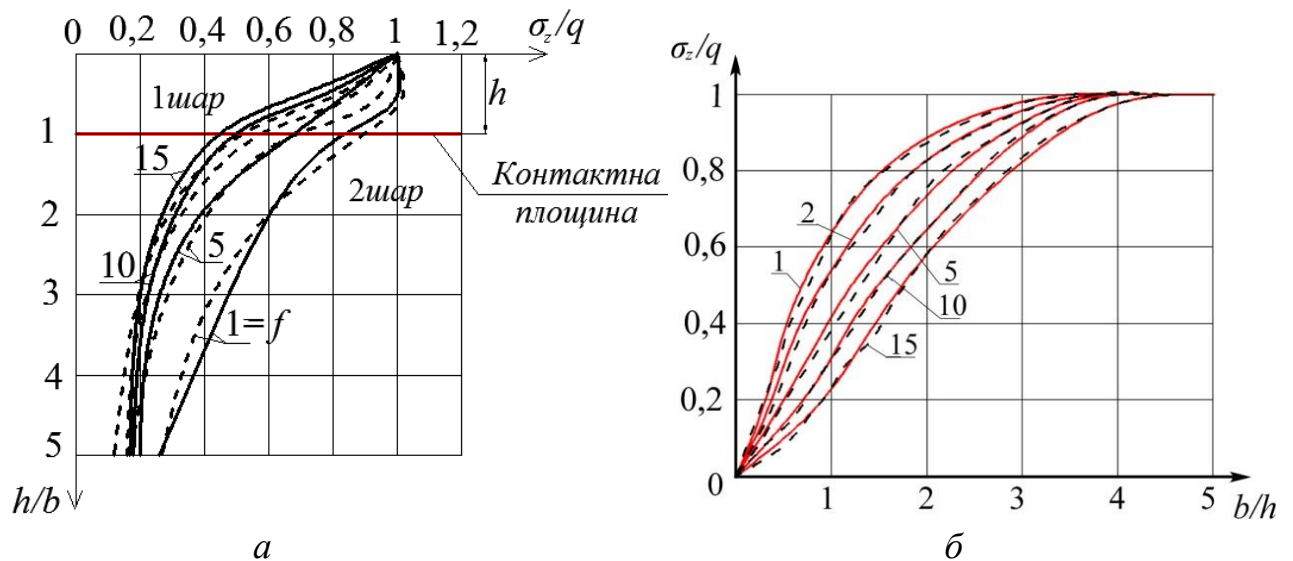 0 0,2 0,4 0,6 0,8 1 1,2 σz/q
1шар
h
1
15
Контактна
площина
2шар
2
10
5
3
1=f
4
5
h/b
а
σz/q
1
0,8
2
0,6
1
5
10
0,4
15
0,2
0
1 2 3 4 5 b/h
б